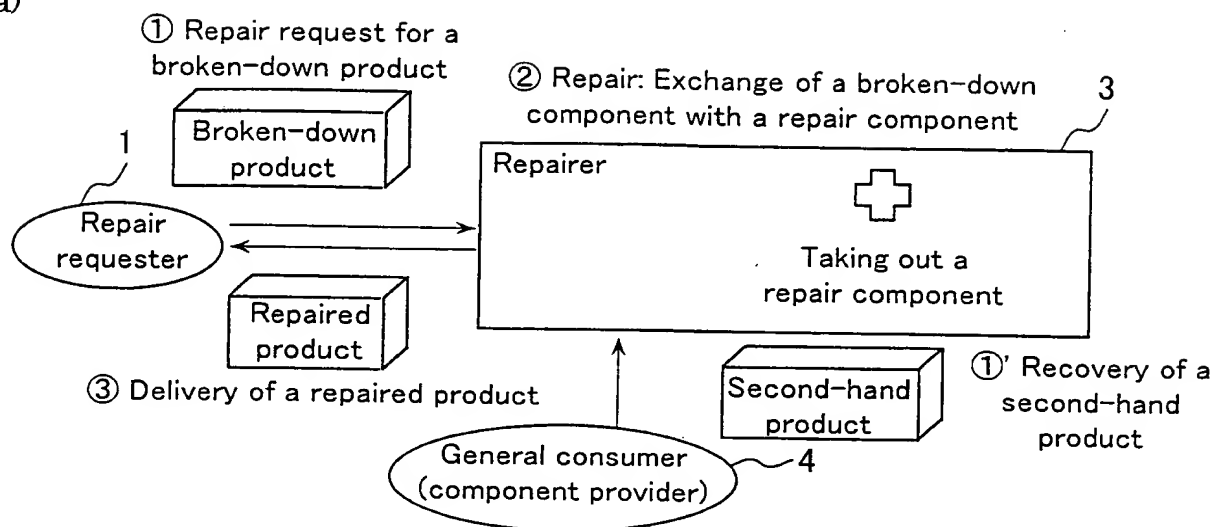 a)
① Repair request for a
broken-down product
Broken-down
product
② Repair: Exchange of a broken-down
component with a repair component
3
1
Repairer
Repair
requester
Taking out a
repair component
Repaired
product
③ Delivery of a repaired product
Second-hand
product
①' Recovery of a
second-hand
product
General consumer
(component provider)
4